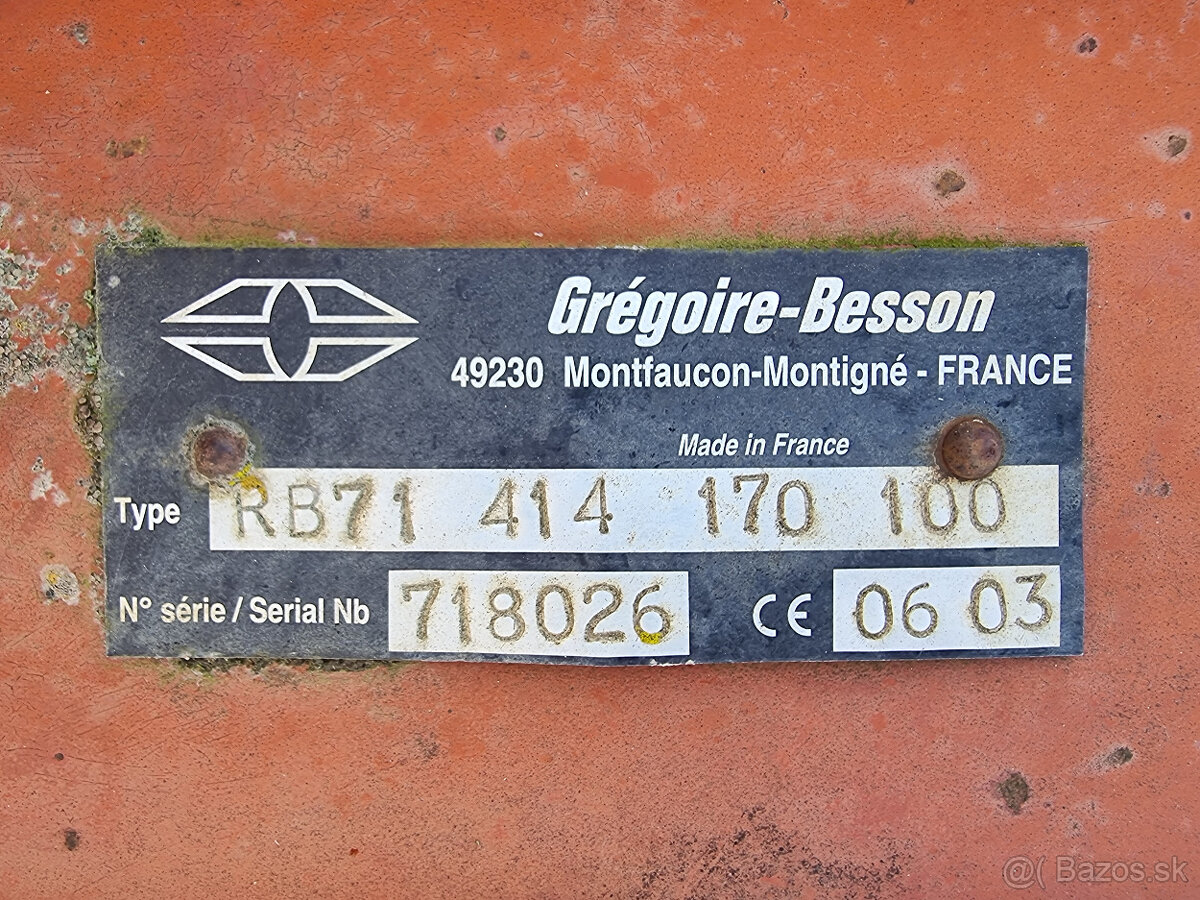 Grégoire-Besson
49230 Montfaucon-Montigné - FRANCE
Made in France
Type RB71 414 170 100
N° série / Serial Nb 718026 CE 06 03
@( Bazos.sk